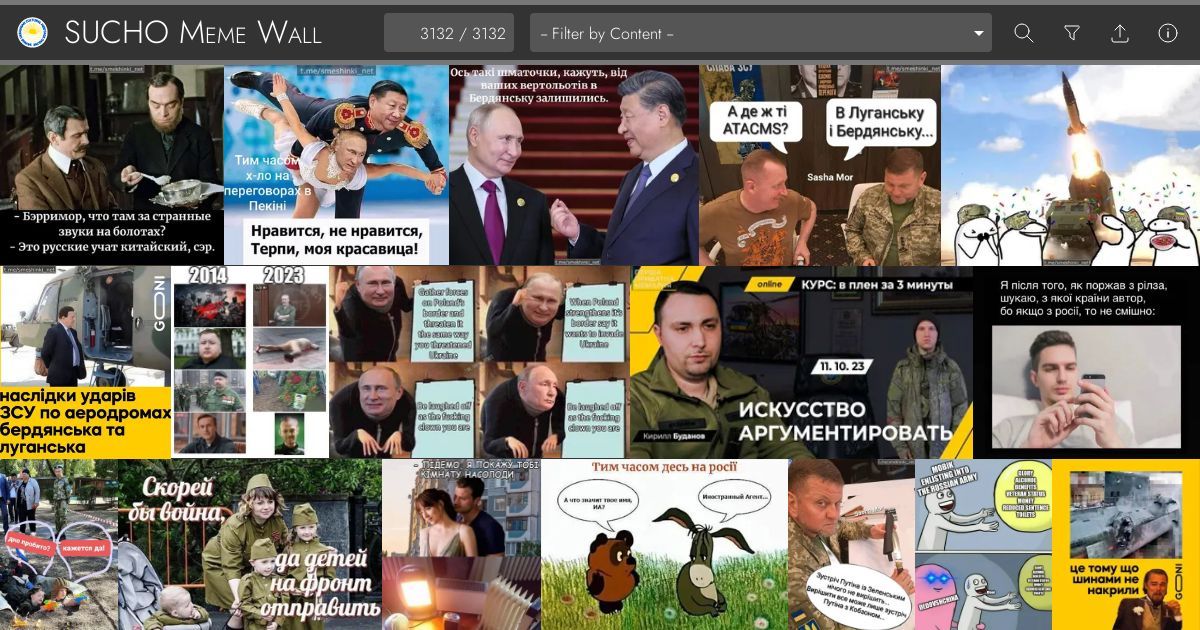 SUCHO Meme Wall
3132 / 3132
– Filter by Content –
t.me/smeshinki_net
- Бэрримор, что там за странные
звуки на болотах?
- Это русские учат китайский, сэр.
t.me/smeshinki_net
Тим часом
х-ло на
переговорах в
Пекіні
Нравится, не нравится,
Терпи, моя красавица!
Ось такі шматочки, кажуть, від
ваших вертольотів в
Бердянську залишились.
СЛАВА ЗСУ
А де ж ті
ATACMS?
В Луганську
і Бердянську...
Sasha Mor
t.me/smeshinki_net
наслідки ударів
ЗСУ по аеродромах
бердянська та
луганська
2014
2023
Gather forces
on Poland's
border and
threaten it
the same way
you threatened
Ukraine
When Poland
strengthens it's
border say it
wants to invade
Ukraine
Be laughed off
as the fucking
clown you are
Be laughed off
as the fucking
clown you are
online
КУРС: в плен за 3 минуты
11. 10. 23
Кирилл Буданов
ИСКУССТВО
АРГУМЕНТИРОВАТЬ
Я після того, як поржав з рілза,
шукаю, з якої країни автор,
бо якщо з росії, то не смішно:
дно пробито?
кажется да!
Скорей
бы война,
да детей
на фронт
отправить
- ПІДЕМО, Я ПОКАЖУ ТОБІ
КІМНАТУ НАСОЛОДИ
Тим часом десь на росії
А что значит твое имя,
ИА?
Иностранный Агент...
Зустріч Путіна із Зеленським
нічого не вирішить...
Вирішити все може лише зустріч
Путіна з Кобзоном.
MOBIK
ENLISTING INTO
THE RUSSIAN ARMY
GLORY
ALCOHOL
BENEFITS
VETERAN STATUS
MONEY
REDUCED SENTENCE
TOILETS
це тому що
шинами не
накрили